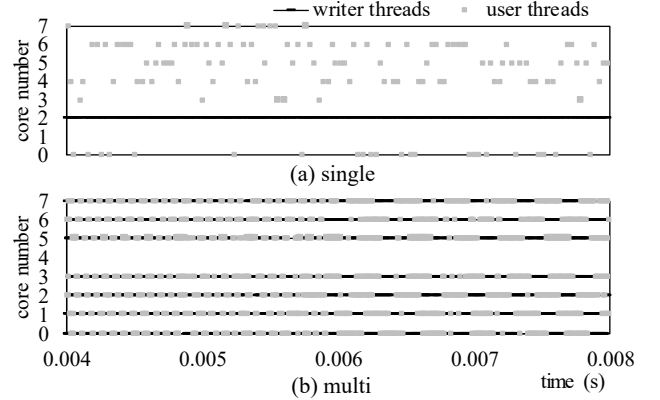 writer threads user threads
core number
7
6
5
4
3
2
1
0
(a) single
core number
7
6
5
3
2
1
0
0.004 0.005 0.006 0.007 0.008
(b) multi time (s)